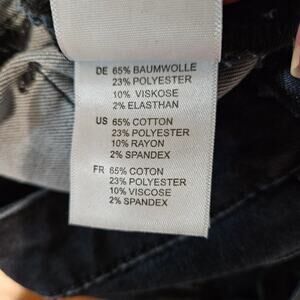 DE 65% BAUMWOLLE
23% POLYESTER
10% VISKOSE
2% ELASTHAN
US 65% COTTON
23% POLYESTER
10% RAYON
2% SPANDEX
FR 65% COTON
23% POLYESTER
10% VISCOSE
2% SPANDEX